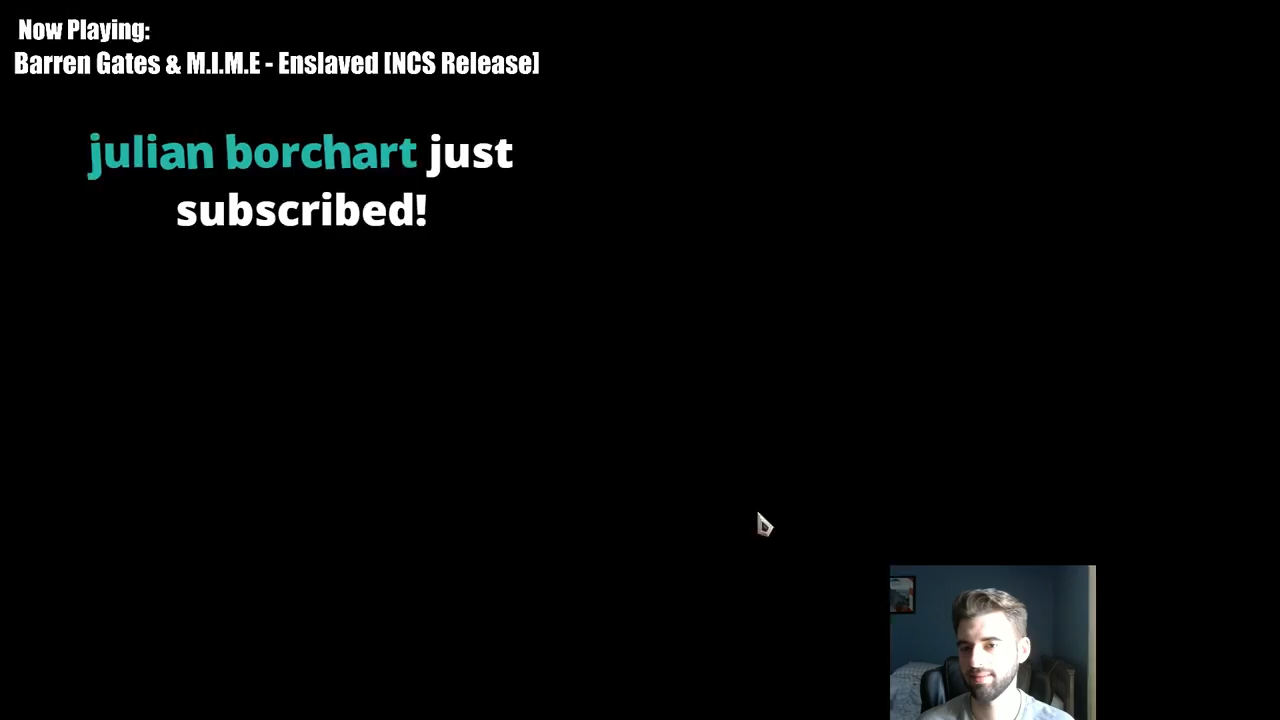 Now Playing:
Barren Gates & M.I.M.E - Enslaved [NCS Release]
julian borchart just
subscribed!